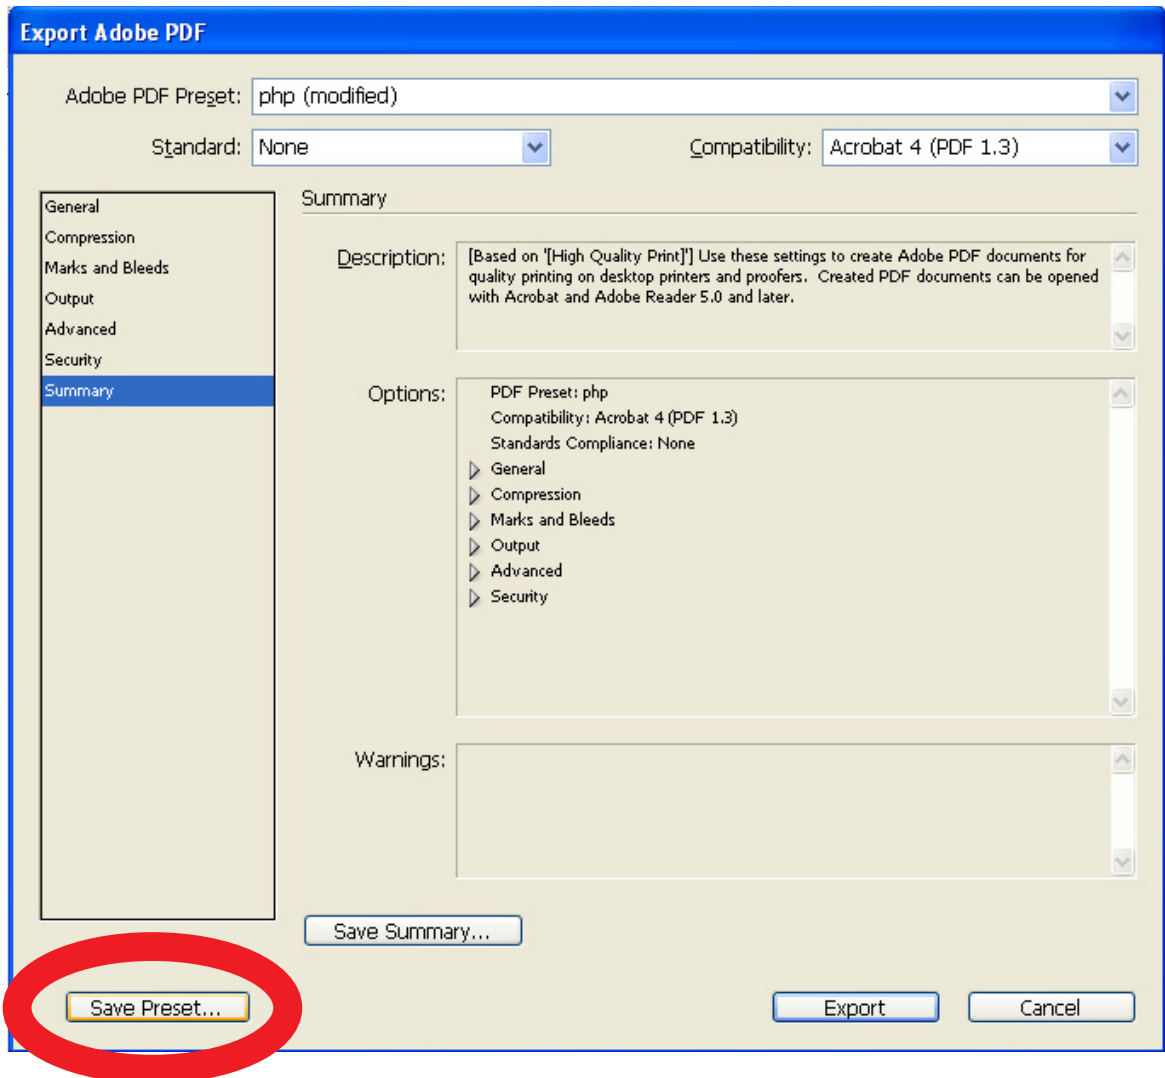 Export Adobe PDF
Adobe PDF Preset: php (modified)
Standard: None Compatibility: Acrobat 4 (PDF 1.3)
General
Compression
Marks and Bleeds
Output
Advanced
Security
Summary
Summary
Description: [Based on '[High Quality Print]'] Use these settings to create Adobe PDF documents for
quality printing on desktop printers and proofers.  Created PDF documents can be opened
with Acrobat and Adobe Reader 5.0 and later.
Options: PDF Preset: php
Compatibility: Acrobat 4 (PDF 1.3)
Standards Compliance: None
General
Compression
Marks and Bleeds
Output
Advanced
Security
Warnings:
Save Summary...
Save Preset... Export Cancel